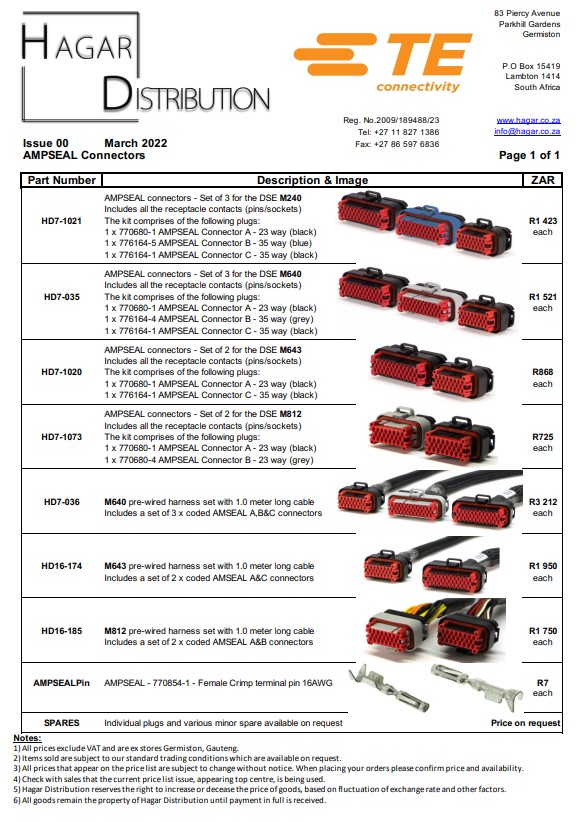 HAGAR
DISTRIBUTION
TE
connectivity
83 Piercy Avenue
Parkhill Gardens
Germiston
P.O Box 15419
Lambton 1414
South Africa
Reg. No.2009/189488/23
Tel: +27 11 827 1386
Fax: +27 86 597 6836
www.hagar.co.za
info@hagar.co.za
Issue 00 March 2022
AMPSEAL Connectors
Page 1 of 1
Part Number Description & Image ZAR
HD7-1021
AMPSEAL connectors - Set of 3 for the DSE M240
Includes all the receptacle contacts (pins/sockets)
The kit comprises of the following plugs:
1 x 770680-1 AMPSEAL Connector A - 23 way (black)
1 x 776164-5 AMPSEAL Connector B - 35 way (blue)
1 x 776164-1 AMPSEAL Connector C - 35 way (black)
R1 423
each
HD7-035
AMPSEAL connectors - Set of 3 for the DSE M640
Includes all the receptacle contacts (pins/sockets)
The kit comprises of the following plugs:
1 x 770680-1 AMPSEAL Connector A - 23 way (black)
1 x 776164-4 AMPSEAL Connector B - 35 way (grey)
1 x 776164-1 AMPSEAL Connector C - 35 way (black)
R1 521
each
HD7-1020
AMPSEAL connectors - Set of 2 for the DSE M643
Includes all the receptacle contacts (pins/sockets)
The kit comprises of the following plugs:
1 x 770680-1 AMPSEAL Connector A - 23 way (black)
1 x 776164-1 AMPSEAL Connector C - 35 way (black)
R868
each
HD7-1073
AMPSEAL connectors - Set of 2 for the DSE M812
Includes all the receptacle contacts (pins/sockets)
The kit comprises of the following plugs:
1 x 770680-1 AMPSEAL Connector A - 23 way (black)
1 x 770680-4 AMPSEAL Connector B - 23 way (grey)
R725
each
HD7-036
M640 pre-wired harness set with 1.0 meter long cable
Includes a set of 3 x coded AMSEAL A,B&C connectors
R3 212
each
HD16-174
M643 pre-wired harness set with 1.0 meter long cable
Includes a set of 2 x coded AMSEAL A&C connectors
R1 950
each
HD16-185
M812 pre-wired harness set with 1.0 meter long cable
Includes a set of 2 x coded AMSEAL A&B connectors
R1 750
each
AMPSEALPin
AMPSEAL - 770854-1 - Female Crimp terminal pin 16AWG
R7
each
SPARES Individual plugs and various minor spare available on request Price on request
Notes:
1) All prices exclude VAT and are ex stores Germiston, Gauteng.
2) Items sold are subject to our standard trading conditions which are available on request.
3) All prices that appear on the price list are subject to change without notice. When placing your orders please confirm price and availability.
4) Check with sales that the current price list issue, appearing top centre, is being used.
5) Hagar Distribution reserves the right to increase or decease the price of goods, based on fluctuation of exchange rate and other factors.
6) All goods remain the property of Hagar Distribution until payment in full is received.